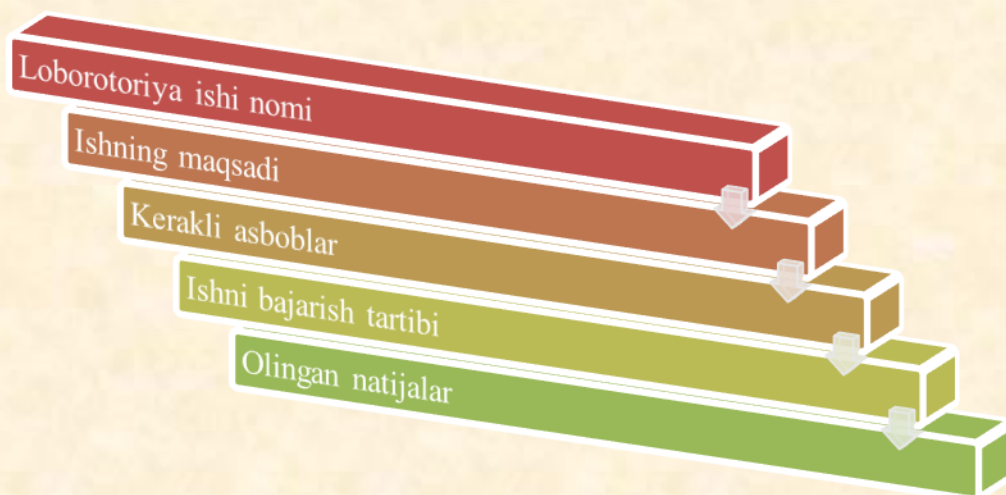 Loborotoriya ishi nomi
Ishning maqsadi
Kerakli asboblar
Ishni bajarish tartibi
Olingan natijalar